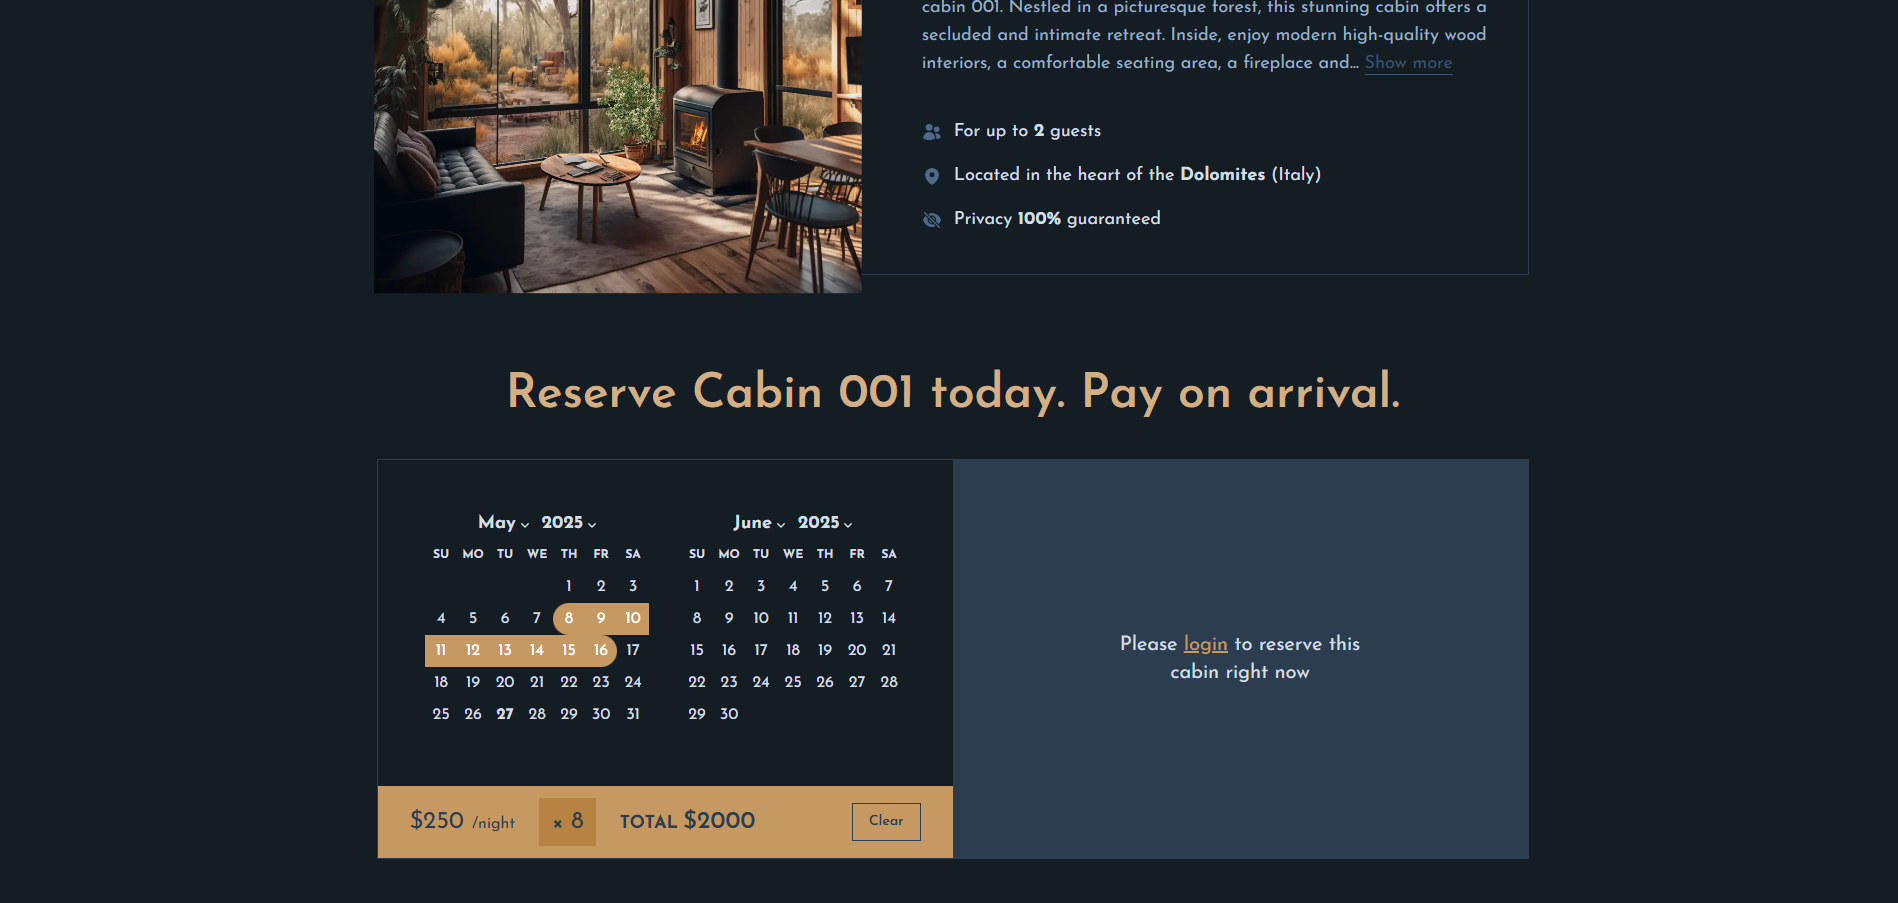 cabin 001. Nestled in a picturesque forest, this stunning cabin offers a
secluded and intimate retreat. Inside, enjoy modern high-quality wood
interiors, a comfortable seating area, a fireplace and... Show more
For up to 2 guests
Located in the heart of the Dolomites (Italy)
Privacy 100% guaranteed
Reserve Cabin 001 today. Pay on arrival.
May 2025
SU MO TU WE TH FR SA
1 2 3
4 5 6 7 8 9 10
11 12 13 14 15 16 17
18 19 20 21 22 23 24
25 26 27 28 29 30 31
June 2025
SU MO TU WE TH FR SA
1 2 3 4 5 6 7
8 9 10 11 12 13 14
15 16 17 18 19 20 21
22 23 24 25 26 27 28
29 30
$250 /night × 8 TOTAL $2000 Clear
Please login to reserve this
cabin right now